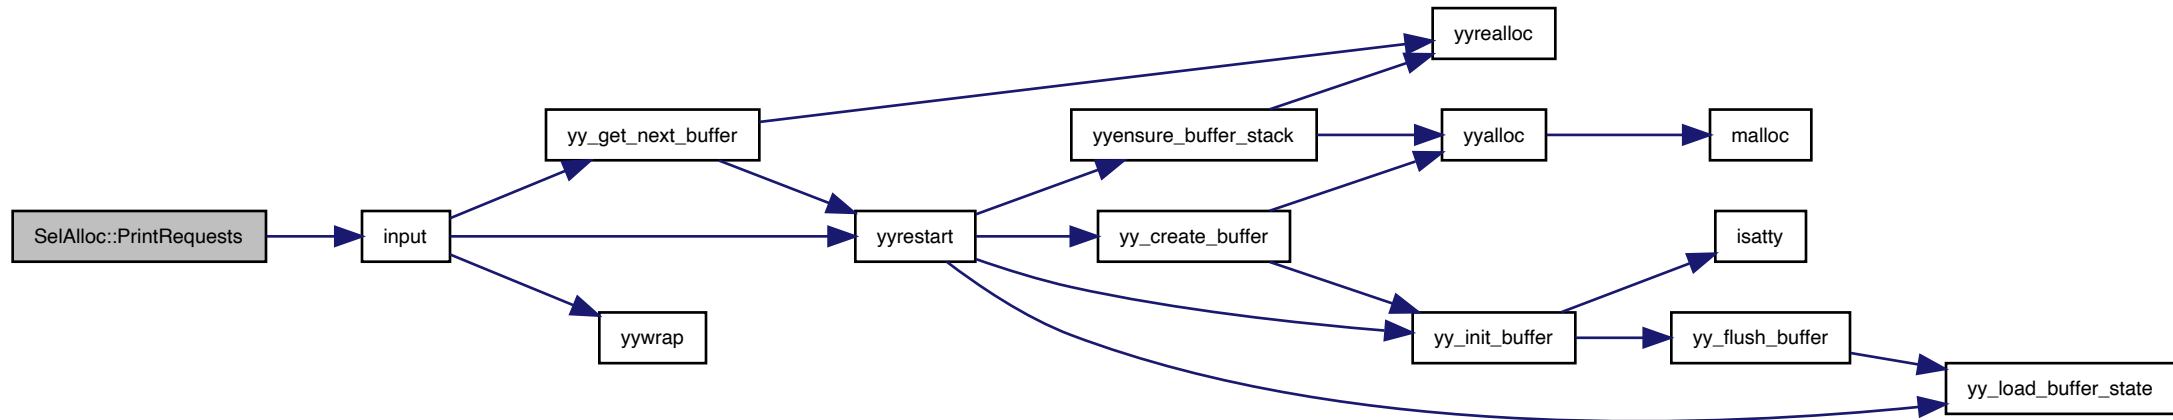 yyrealloc
yy_get_next_buffer
yyensure_buffer_stack
yyalloc
malloc
SelAlloc::PrintRequests
input
yyrestart
yy_create_buffer
isatty
yywrap
yy_init_buffer
yy_flush_buffer
yy_load_buffer_state